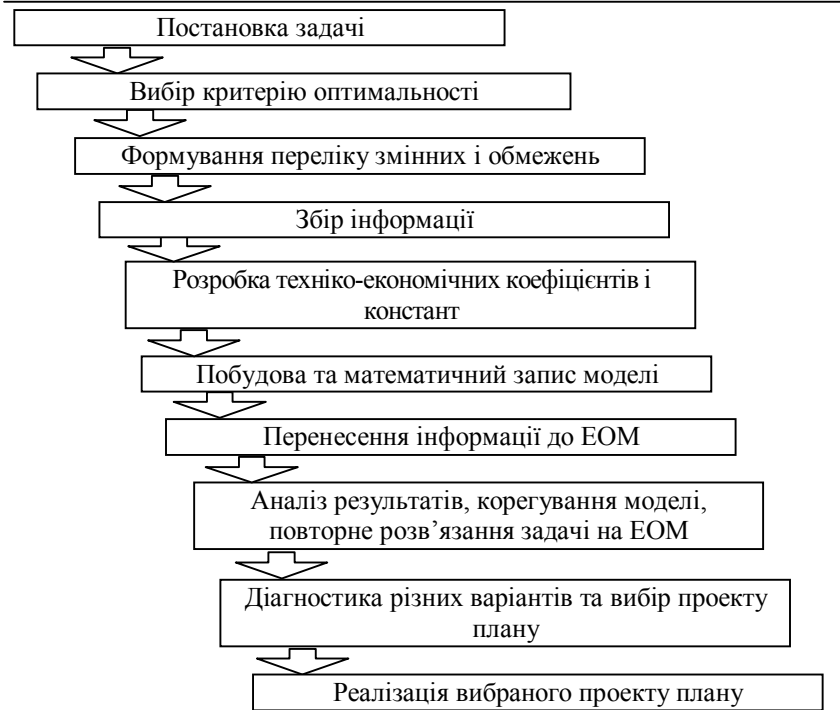 Постановка задачі
Вибір критерію оптимальності
Формування переліку змінних і обмежень
Збір інформації
Розробка техніко-економічних коефіцієнтів і
констант
Побудова та математичний запис моделі
Перенесення інформації до ЕОМ
Аналіз результатів, корегування моделі,
повторне розв’язання задачі на ЕОМ
Діагностика різних варіантів та вибір проекту
плану
Реалізація вибраного проекту плану